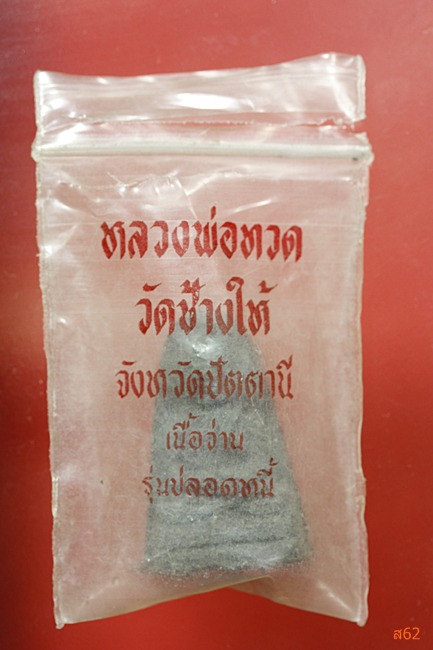 หลวงพ่อทวด
วัดช้างให้
จังหวัดปัตตานี
เนื้อว่าน
รุ่นปลอดหนี้
ส62